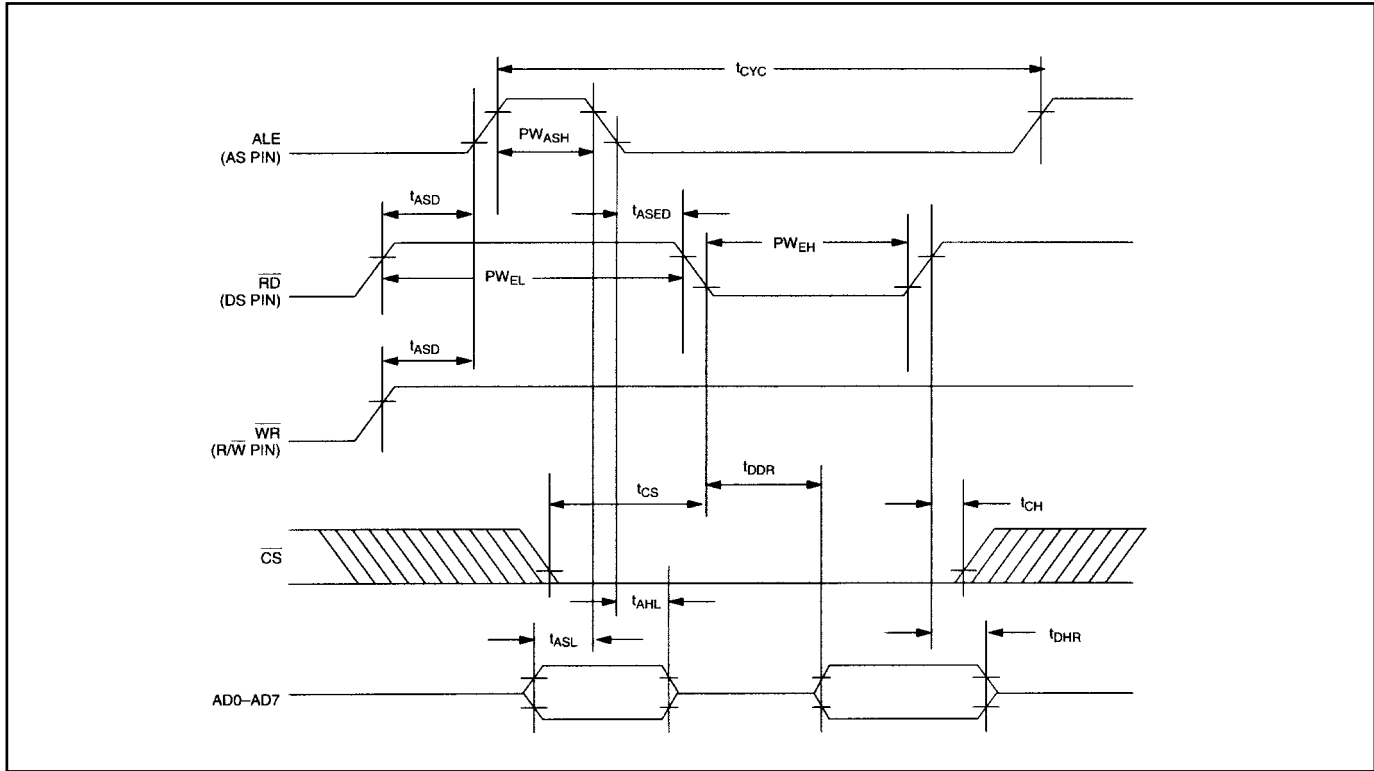 tCYC
ALE
(AS PIN)
PWASH
tASD
tASED
PWEH
RD
(DS PIN)
PWEL
tASD
WR
(R/W PIN)
tDDR
tCS
tCH
CS
tAHL
tASL
tDHR
AD0–AD7